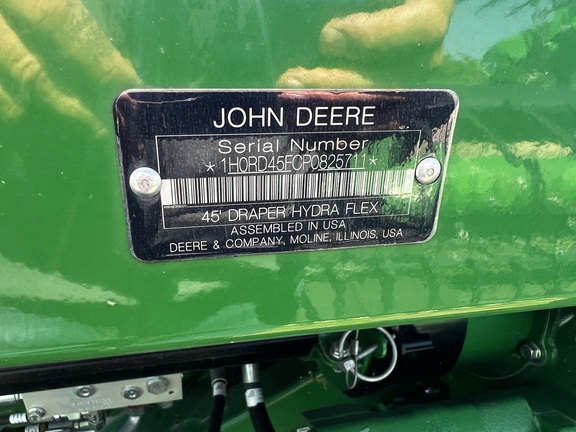 JOHN DEERE
Serial Number
*1H0RD45FCP0825711*
45' DRAPER HYDRA FLEX
ASSEMBLED IN USA
DEERE & COMPANY, MOLINE, ILLINOIS, USA